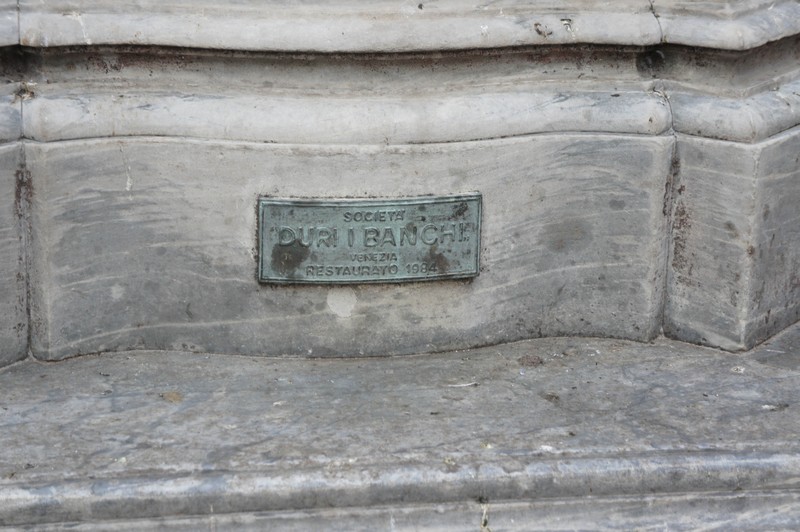 SOCIETÀ
"DURI I BANCHI"
VENEZIA
RESTAURATO 1984